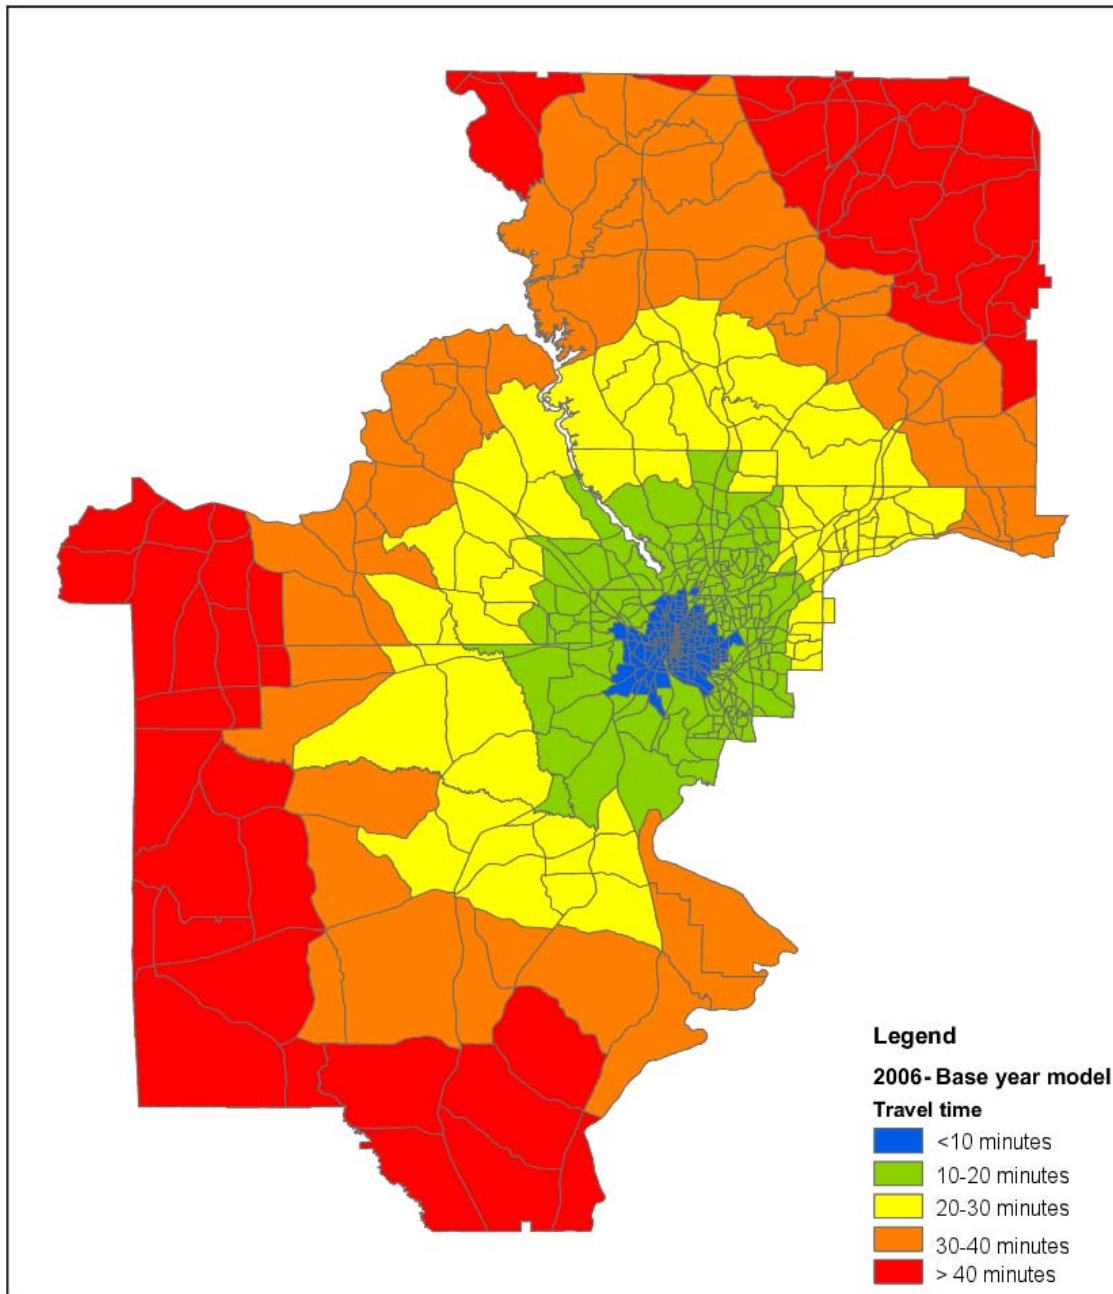 Legend
2006- Base year model
Travel time
<10 minutes
10-20 minutes
20-30 minutes
30-40 minutes
> 40 minutes